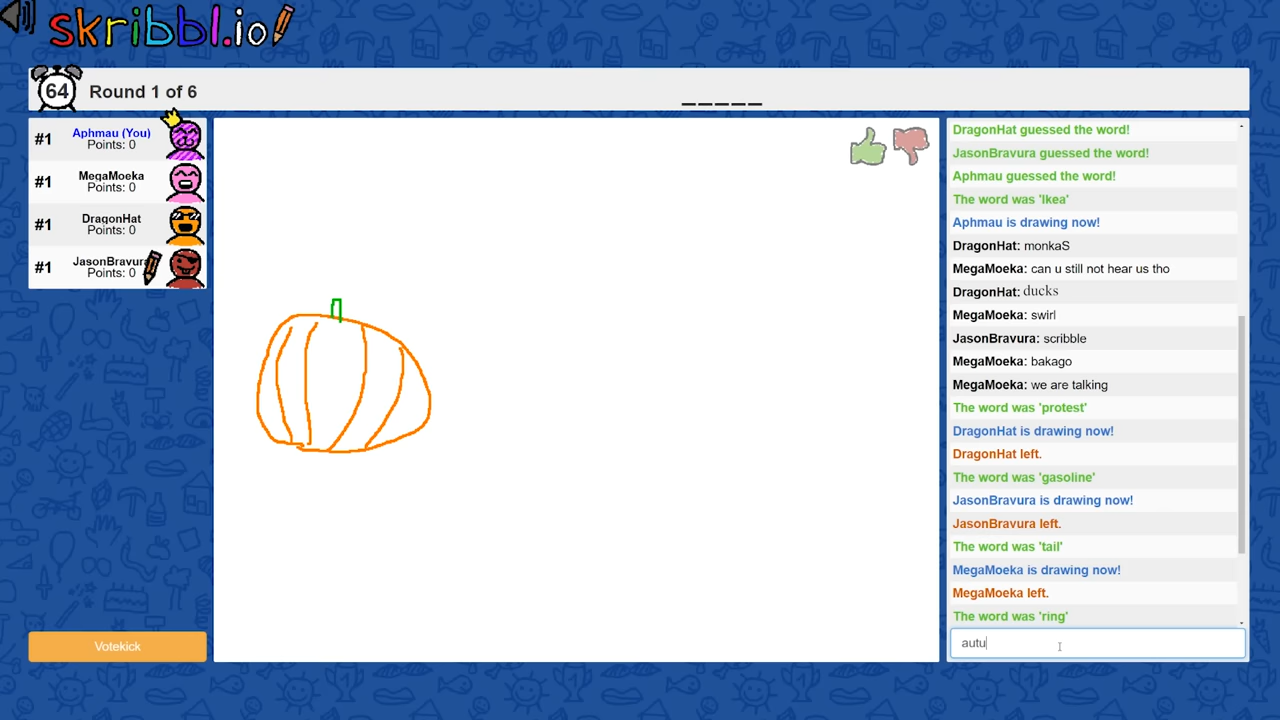 skribbl.io
64
Round 1 of 6
_ _ _ _ _
#1 Aphmau (You)
Points: 0
#1 MegaMoeka
Points: 0
#1 DragonHat
Points: 0
#1 JasonBravura
Points: 0
Votekick
DragonHat guessed the word!
JasonBravura guessed the word!
Aphmau guessed the word!
The word was 'Ikea'
Aphmau is drawing now!
DragonHat: monkaS
MegaMoeka: can u still not hear us tho
DragonHat: ducks
MegaMoeka: swirl
JasonBravura: scribble
MegaMoeka: bakago
MegaMoeka: we are talking
The word was 'protest'
DragonHat is drawing now!
DragonHat left.
The word was 'gasoline'
JasonBravura is drawing now!
JasonBravura left.
The word was 'tail'
MegaMoeka is drawing now!
MegaMoeka left.
The word was 'ring'
autu